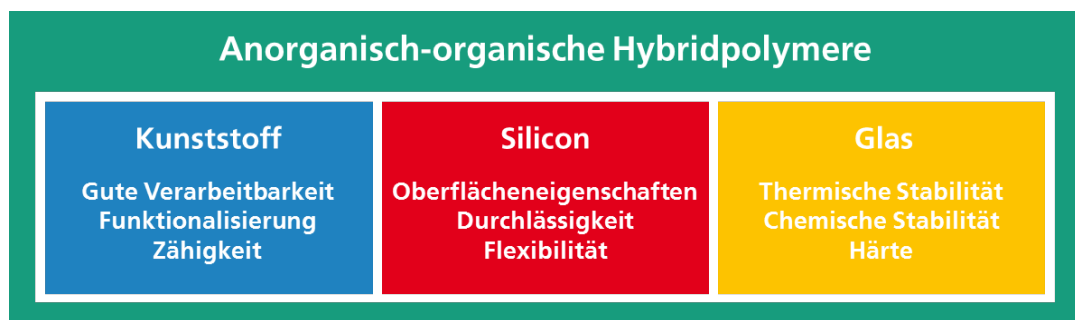 Anorganisch-organische Hybridpolymere
Kunststoff
Gute Verarbeitbarkeit
Funktionalisierung
Zähigkeit
Silicon
Oberflächeneigenschaften
Durchlässigkeit
Flexibilität
Glas
Thermische Stabilität
Chemische Stabilität
Härte